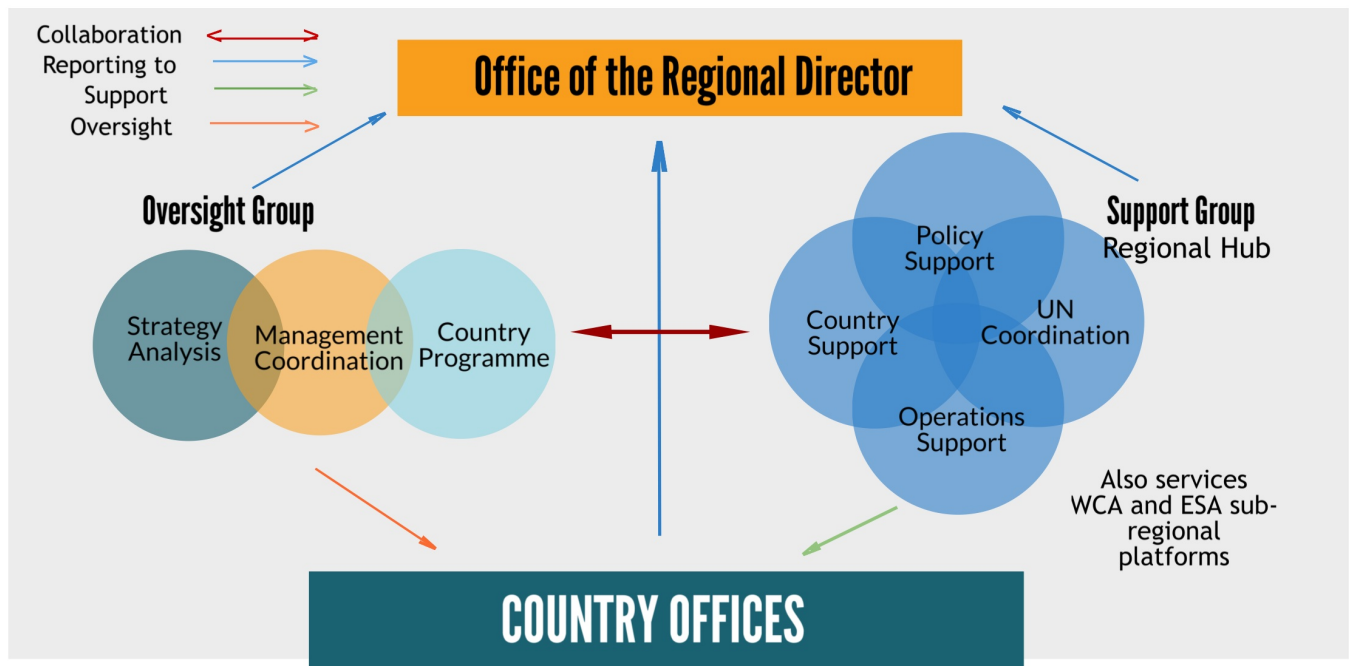 Collaboration
Reporting to
Support
Oversight
Office of the Regional Director
Oversight Group
Strategy
Analysis
Management
Coordination
Country
Programme
Support Group
Regional Hub
Policy
Support
Country
Support
UN
Coordination
Operations
Support
Also services
WCA and ESA sub-
regional
platforms
COUNTRY OFFICES